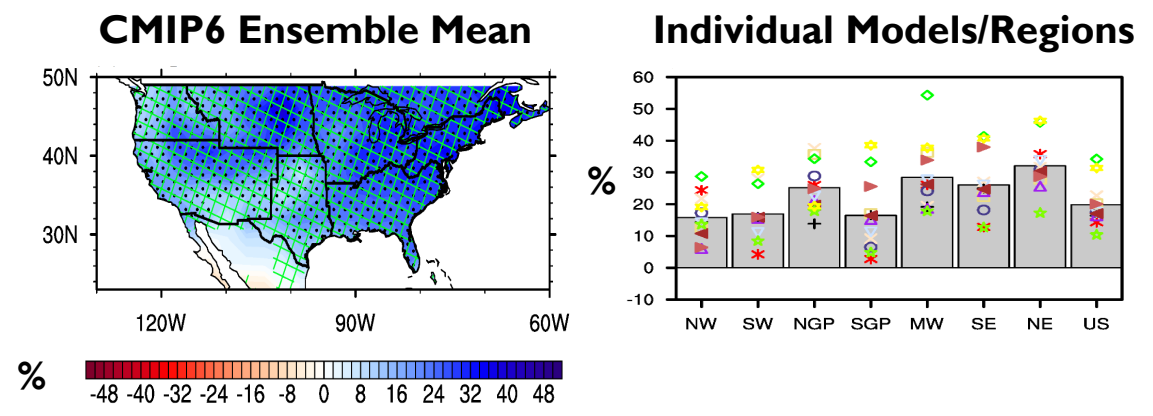 CMIP6 Ensemble Mean
50N
40N
30N
120W 90W 60W
% -48 -40 -32 -24 -16 -8 0 8 16 24 32 40 48
Individual Models/Regions
%
60
50
40
30
20
10
0
-10
NW SW NGP SGP MW SE NE US